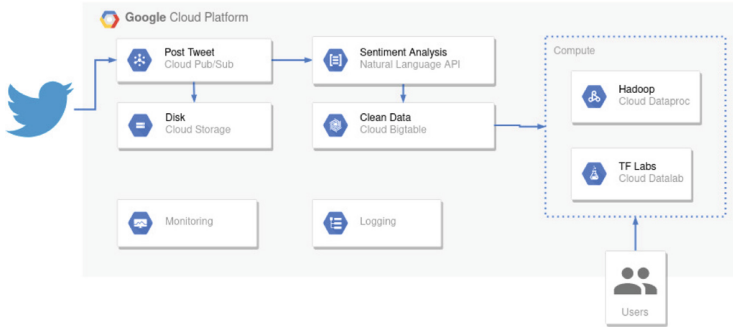 Google Cloud Platform
Post Tweet
Cloud Pub/Sub
Sentiment Analysis
Natural Language API
Compute
Hadoop
Cloud Dataproc
Disk
Cloud Storage
Clean Data
Cloud Bigtable
TF Labs
Cloud Datalab
Monitoring
Logging
Users